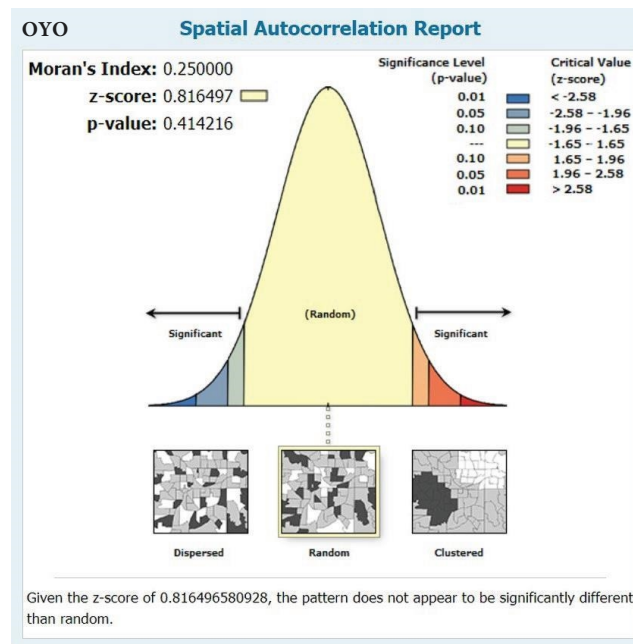 OYO
Spatial Autocorrelation Report
Moran's Index: 0.250000
z-score: 0.816497
p-value: 0.414216
Significance Level
(p-value)
Critical Value
(z-score)
0.01 < -2.58
0.05 -2.58 – -1.96
0.10 -1.96 – -1.65
--- -1.65 – 1.65
0.10 1.65 – 1.96
0.05 1.96 – 2.58
0.01 > 2.58
(Random)
Significant
Significant
Dispersed
Random
Clustered
Given the z-score of 0.816496580928, the pattern does not appear to be significantly different
than random.